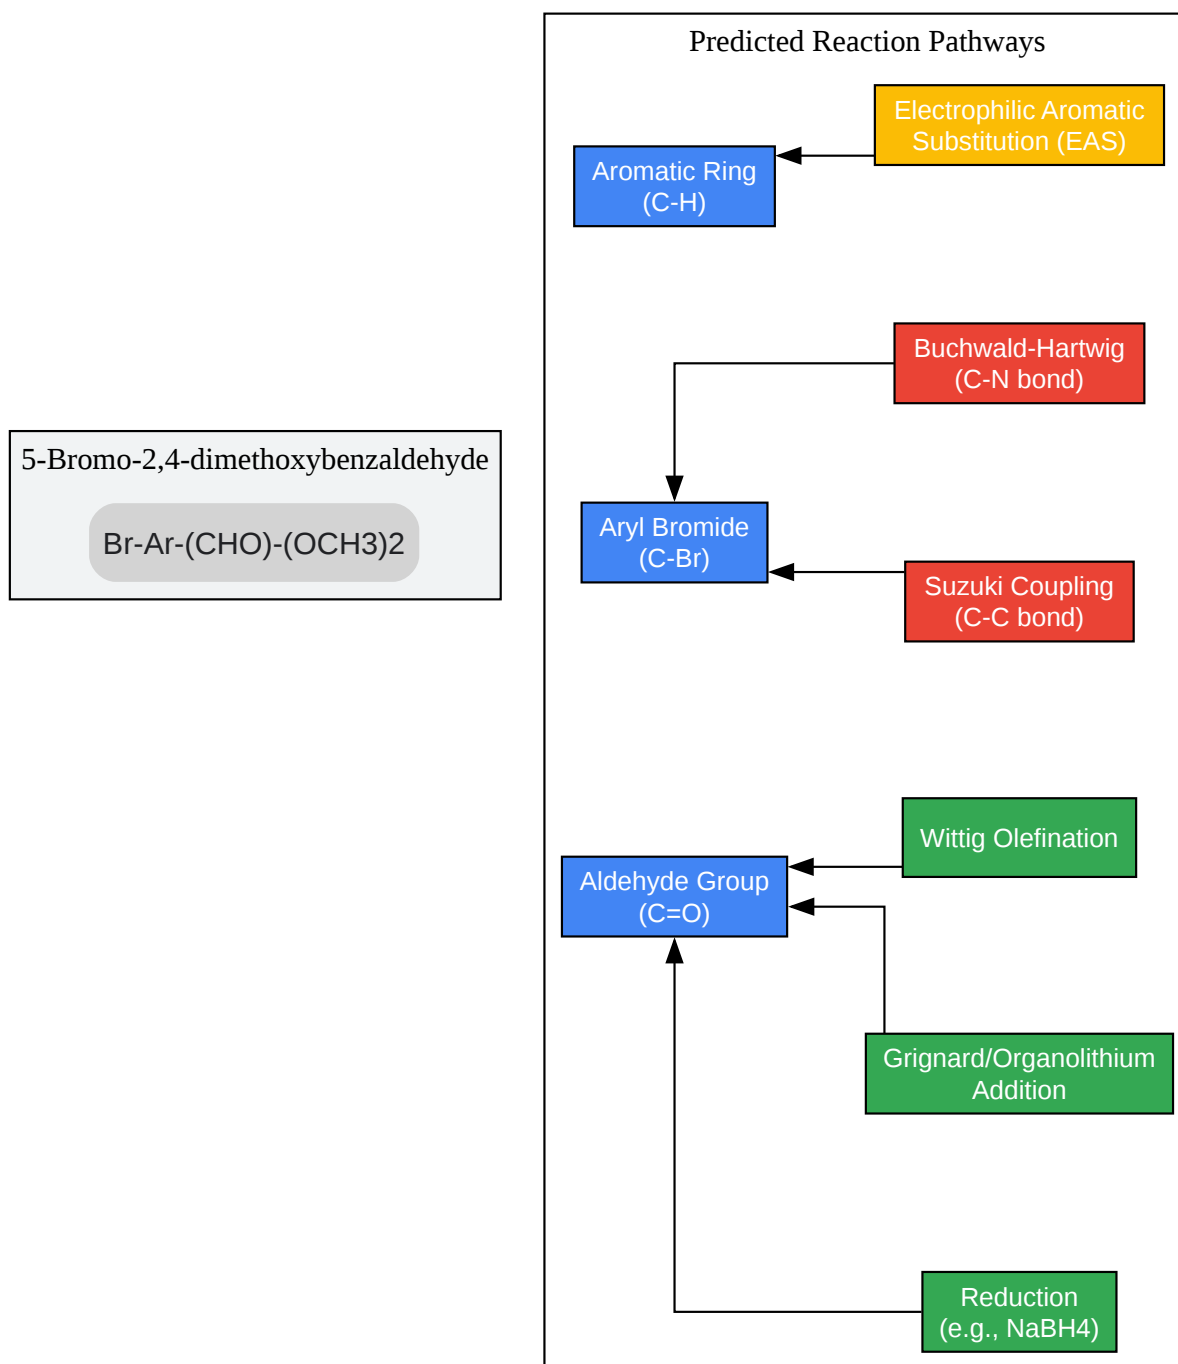 Predicted Reaction Pathways
Electrophilic Aromatic
Substitution (EAS)
Aromatic Ring
(C-H)
Buchwald-Hartwig
(C-N bond)
5-Bromo-2,4-dimethoxybenzaldehyde
Br-Ar-(CHO)-(OCH3)2
Aryl Bromide
(C-Br)
Suzuki Coupling
(C-C bond)
Wittig Olefination
Aldehyde Group
(C=O)
Grignard/Organolithium
Addition
Reduction
(e.g., NaBH4)